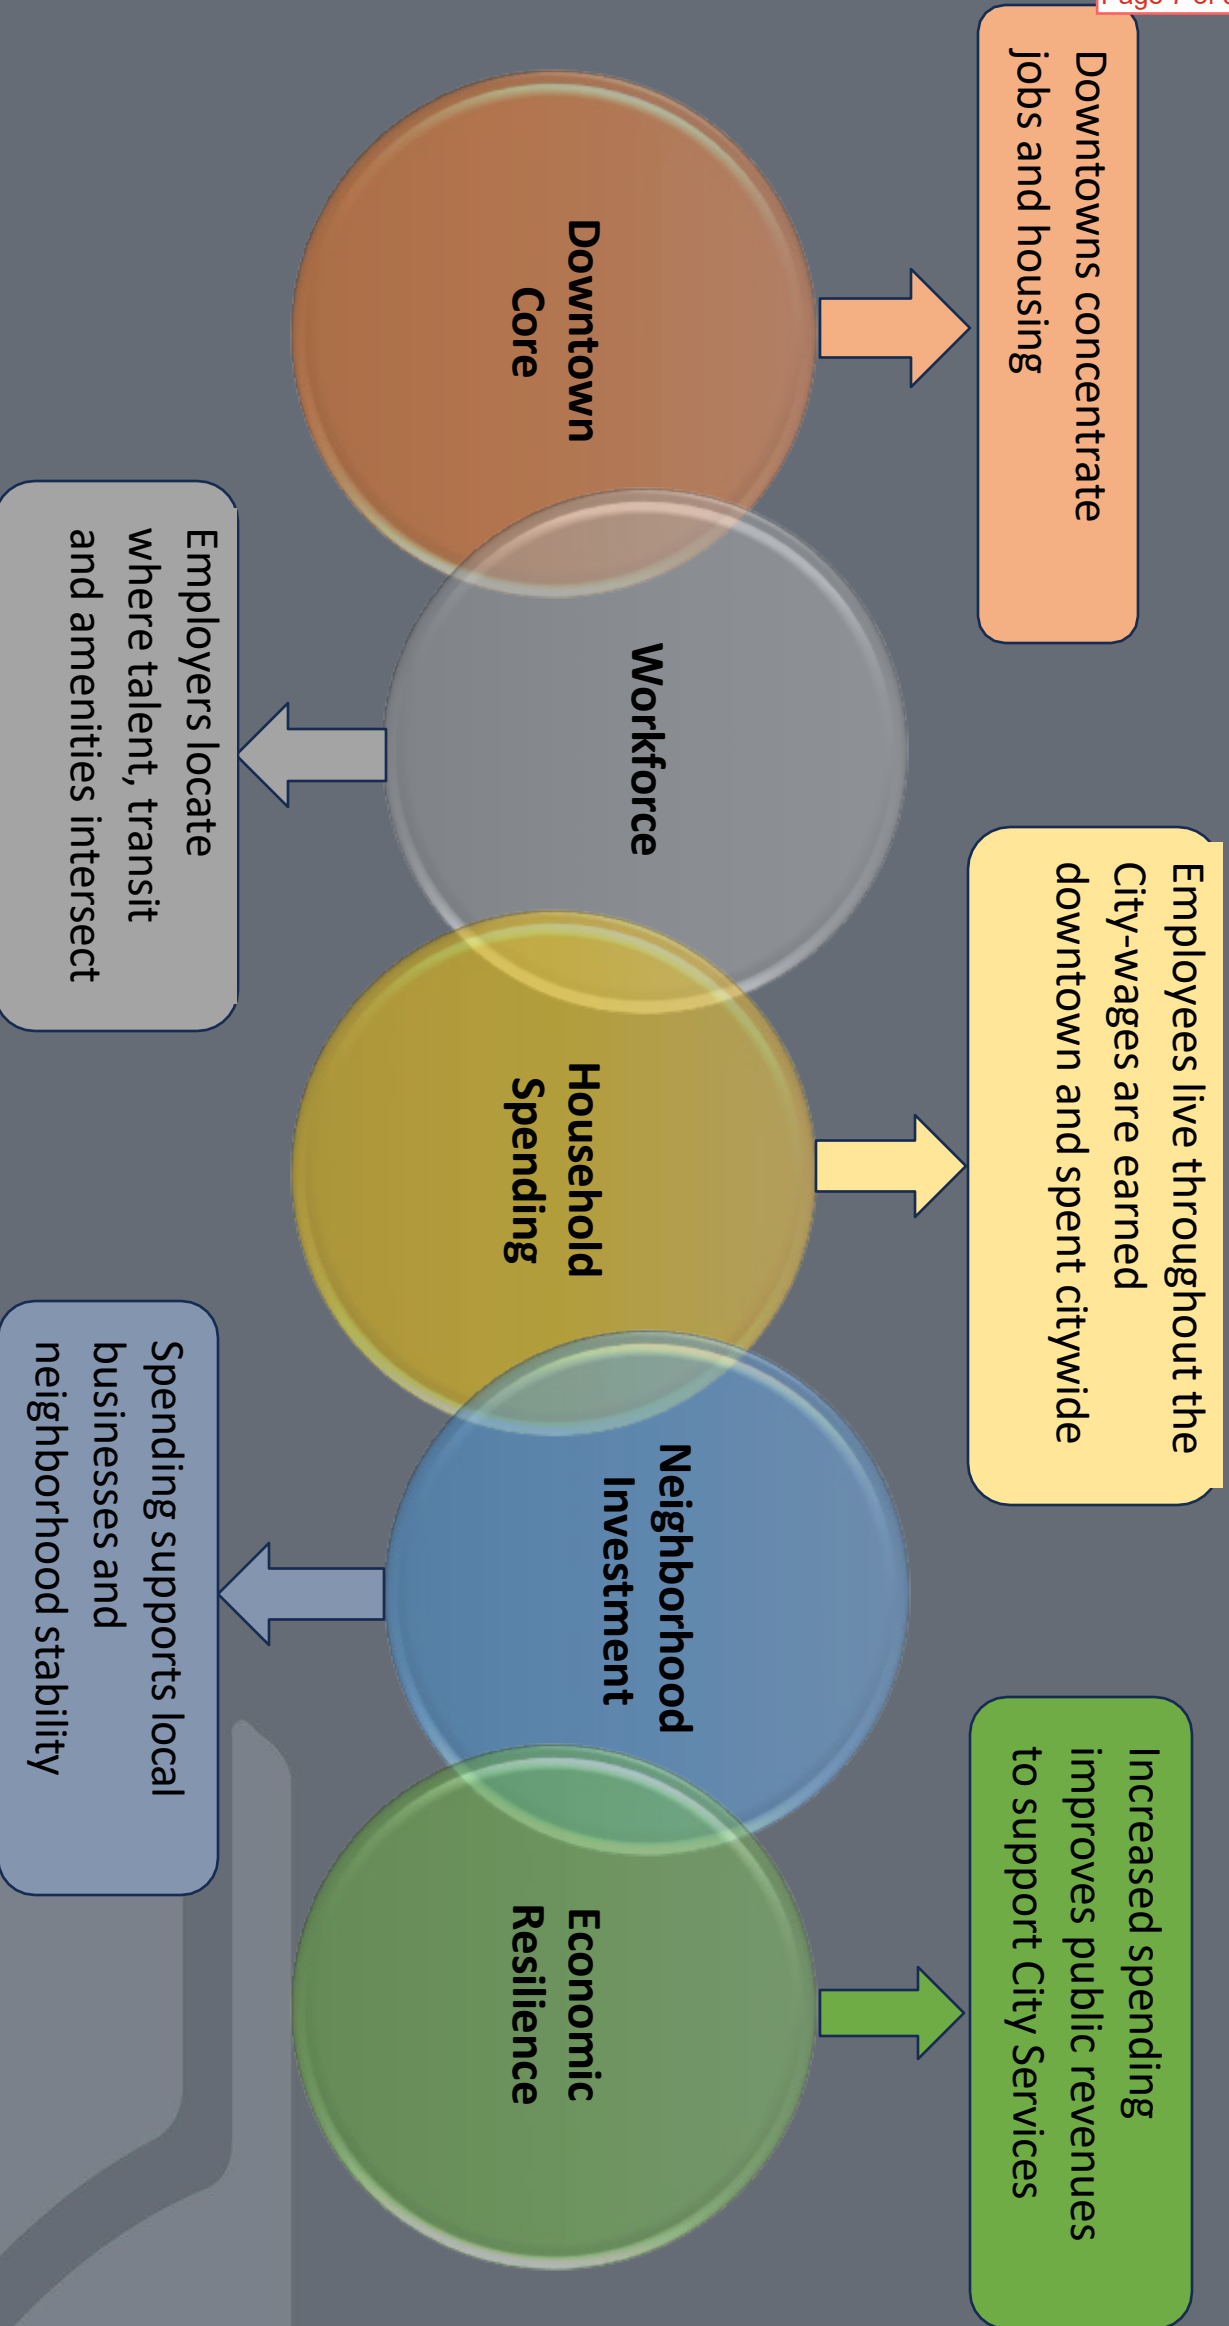 Downtowns concentrate
jobs and housing
Employees live throughout the
City-wages are earned
downtown and spent citywide
Increased spending
improves public revenues
to support City Services
Downtown
Core
Workforce
Household
Spending
Neighborhood
Investment
Economic
Resilience
Employers locate
where talent, transit
and amenities intersect
Spending supports local
businesses and
neighborhood stability